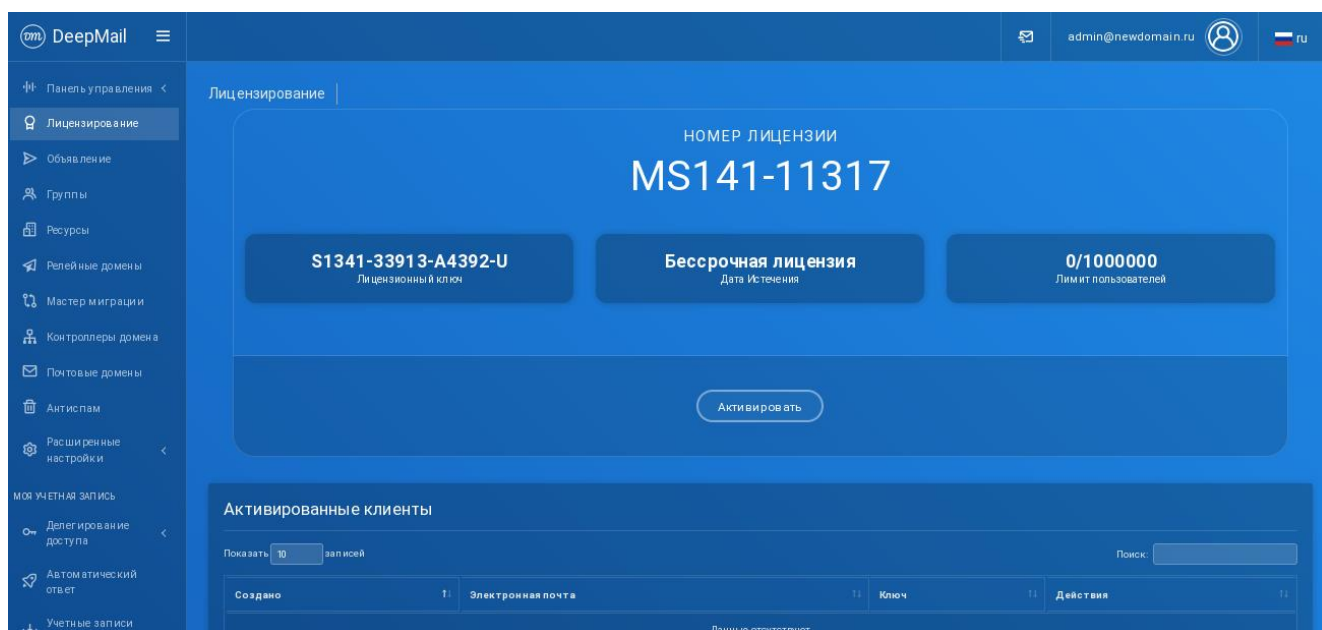 DeepMail
admin@newdomain.ru
ru
Панель управления
Лицензирование
Объявление
Группы
Ресурсы
Релейные домены
Мастер миграции
Контроллеры домена
Почтовые домены
Антиспам
Расширенные
настройки
МОЯ УЧЕТНАЯ ЗАПИСЬ
Делегирование
доступа
Автоматический
ответ
Учетные записи
Лицензирование
НОМЕР ЛИЦЕНЗИИ
MS141-11317
S1341-33913-A4392-U
Лицензионный ключ
Бессрочная лицензия
Дата Истечения
0/1000000
Лимит пользователей
Активировать
Активированные клиенты
Показать 10 записей
Поиск:
Создано Электронная почта Ключ Действия